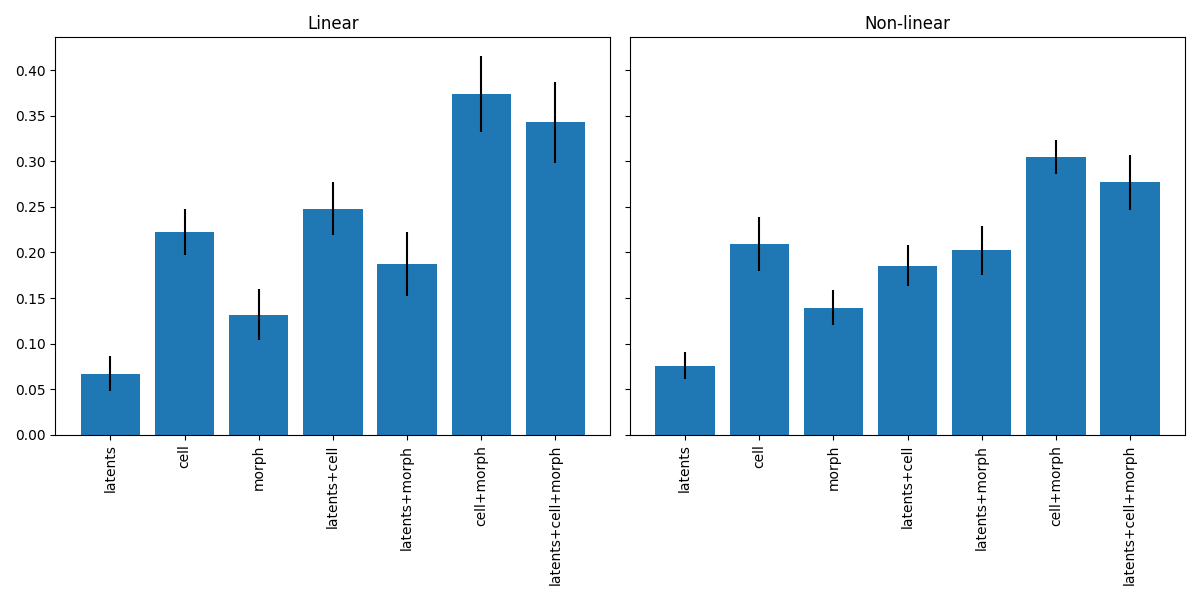 Linear
Non-linear
0.40
0.35
0.30
0.25
0.20
0.15
0.10
0.05
0.00
latents
cell
morph
latents+cell
latents+morph
cell+morph
latents+cell+morph
latents
cell
morph
latents+cell
latents+morph
cell+morph
latents+cell+morph